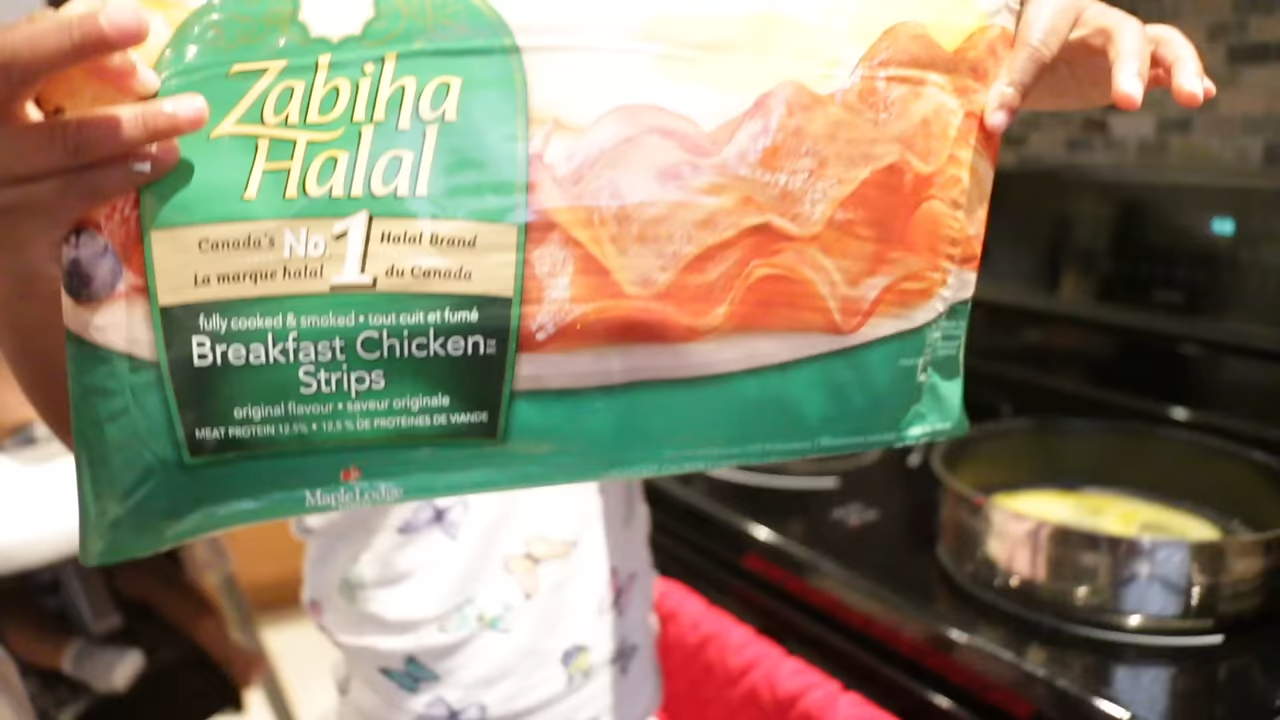 Zabiha
Halal
Canada's No.1 Halal Brand
La marque halal du Canada
fully cooked & smoked • tout cuit et fumé
Breakfast Chicken
Strips
original flavour • saveur originale
MEAT PROTEIN 12.5% • 12,5 % DE PROTÉINES DE VIANDE
Maple Lodge